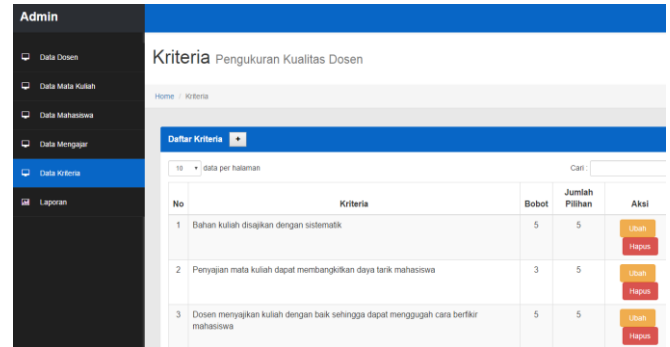 Admin
Data Dosen
Data Mata Kuliah
Data Mahasiswa
Data Mengajar
Data Kriteria
Laporan
Kriteria Pengukuran Kualitas Dosen
Home / Kriteria
Daftar Kriteria +
10 data per halaman Cari :
No Kriteria Bobot Jumlah Pilihan Aksi
1 Bahan kuliah disajikan dengan sistematik 5 5 Ubah
Hapus
2 Penyajian mata kuliah dapat membangkitkan daya tarik mahasiswa 3 5 Ubah
Hapus
3 Dosen menyajikan kuliah dengan baik sehingga dapat menggugah cara berfikir 5 5 Ubah
mahasiswa
Hapus